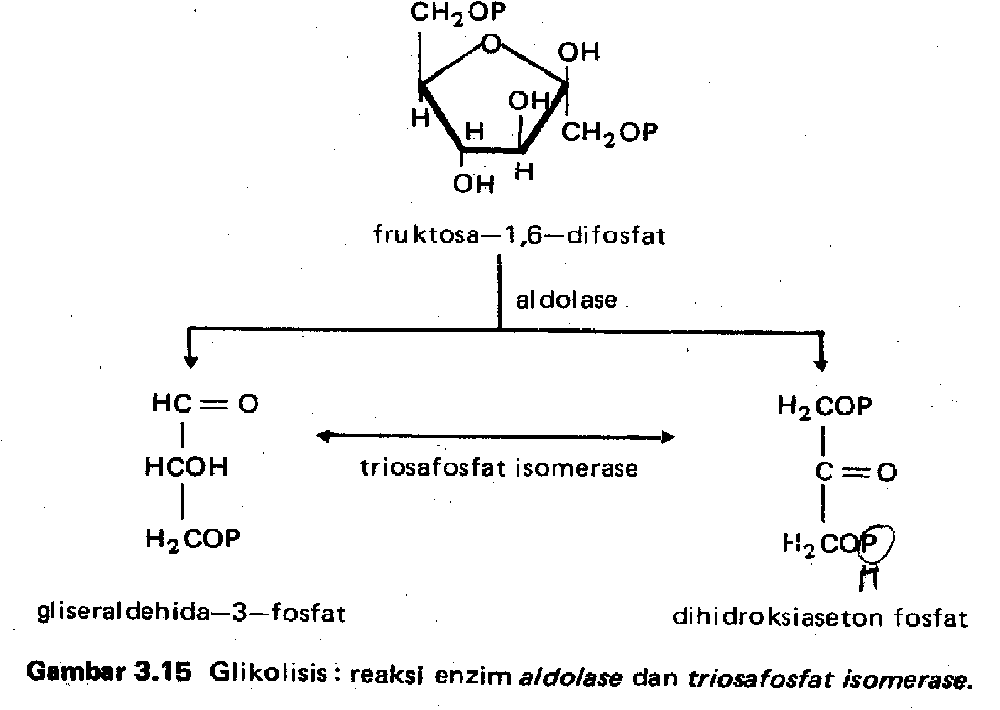 CH₂OP
O
OH
OH
H
H
CH₂OP
H
OH
fruktosa—1,6—difosfat
aldolase
HC=O
H₂COP
HCOH
triosafosfat isomerase
C=O
H₂COP
H₂COP
H
gliseraldehida—3—fosfat
dihidroksiaseton fosfat
Gambar 3.15 Glikolisis: reaksi enzim aldolase dan triosafosfat isomerase.